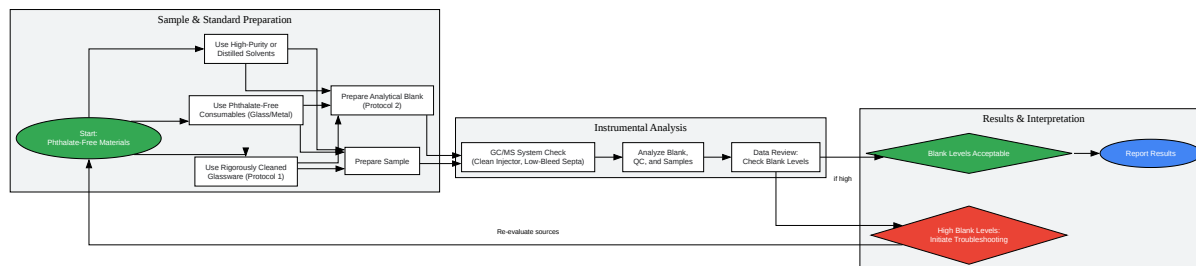 Sample & Standard Preparation
Use High-Purity or
Distilled Solvents
Use Phthalate-Free
Consumables (Glass/Metal)
Prepare Analytical Blank
(Protocol 2)
Start:
Phthalate-Free Materials
Use Rigorously Cleaned
Glassware (Protocol 1)
Prepare Sample
Instrumental Analysis
GC/MS System Check
(Clean Injector, Low-Bleed Septa)
Analyze Blank,
QC, and Samples
Data Review:
Check Blank Levels
if high
Results & Interpretation
Blank Levels Acceptable
Report Results
High Blank Levels:
Initiate Troubleshooting
Re-evaluate sources